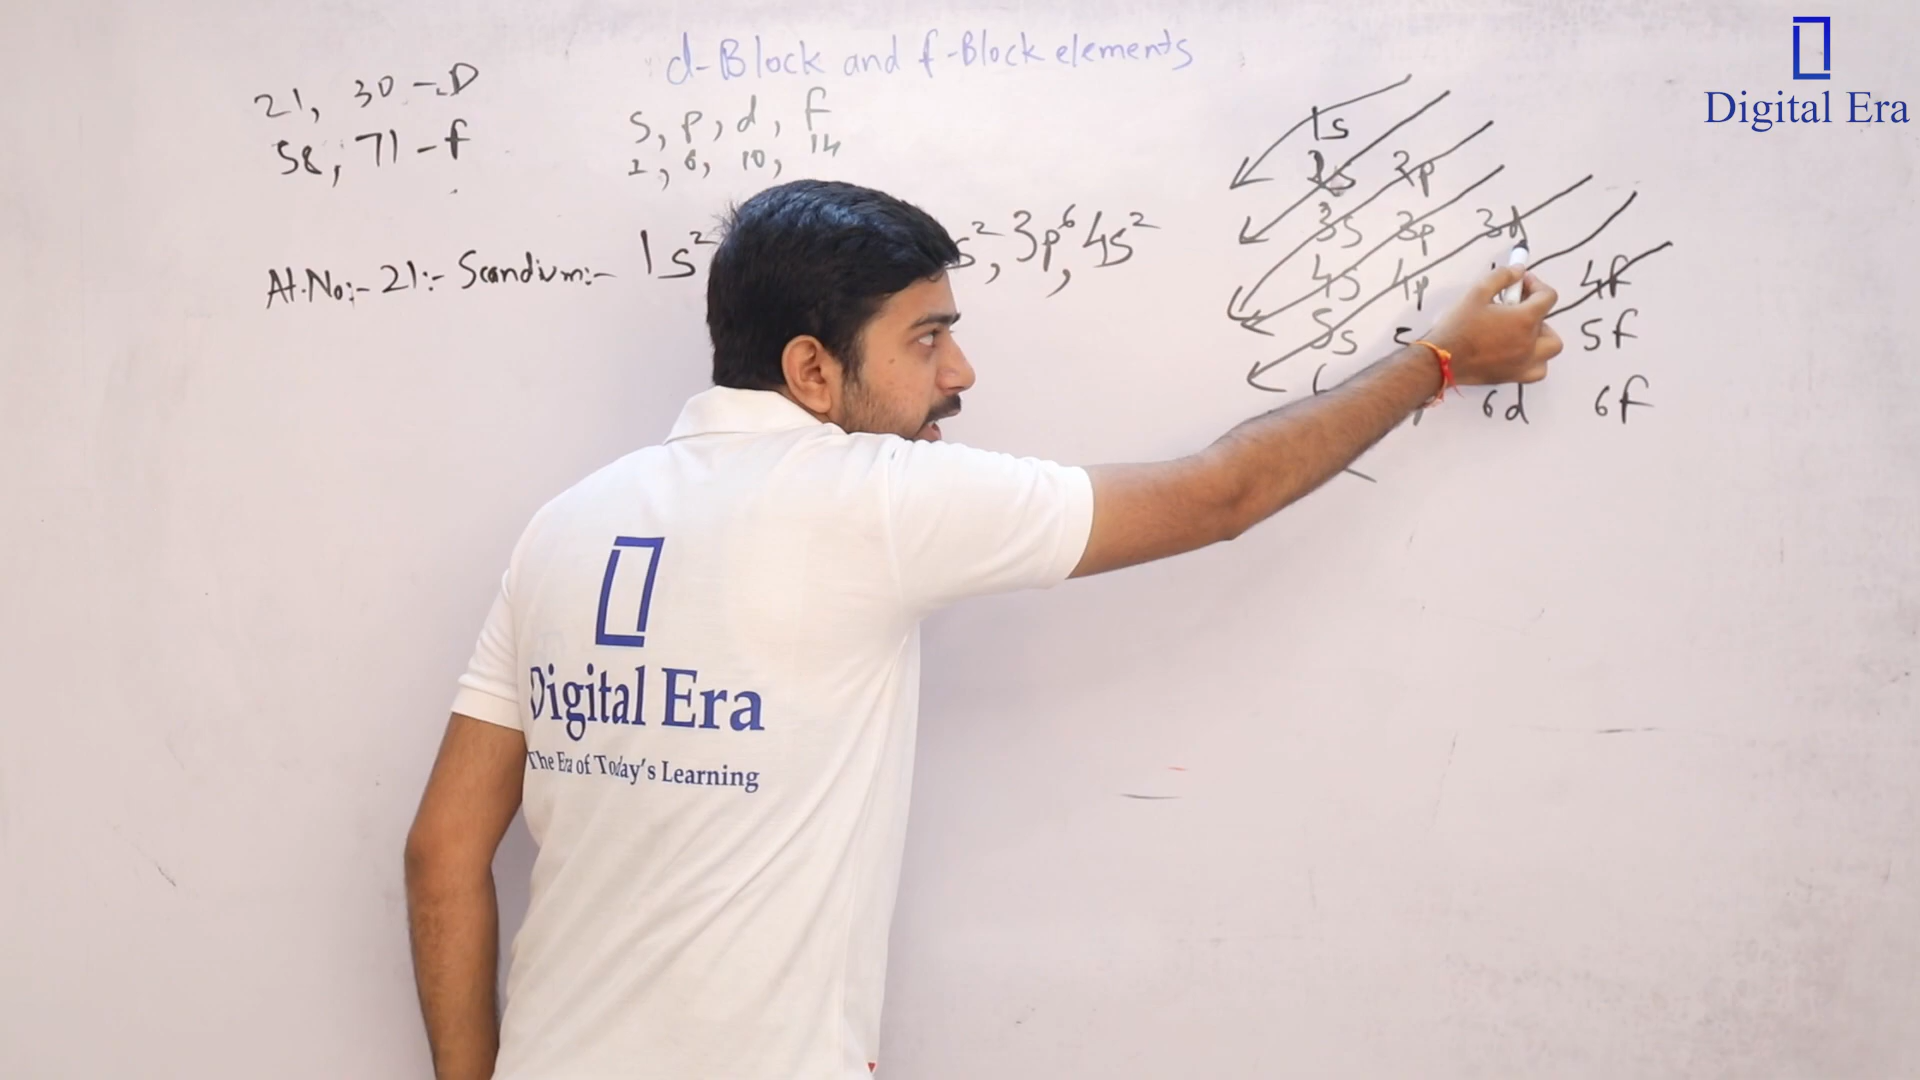 d-Block and f-Block elements
21, 30 - D
58, 71 - f
s, p, d, f
2, 6, 10, 14
At.No:- 21:- Scandium:- 1s² s², 3p⁶, 4s²
1s
2s 2p
3s 3p 3d
4s 4p 4f
5s 5f
6d 6f
Digital Era
Digital Era
The Era of Today's Learning